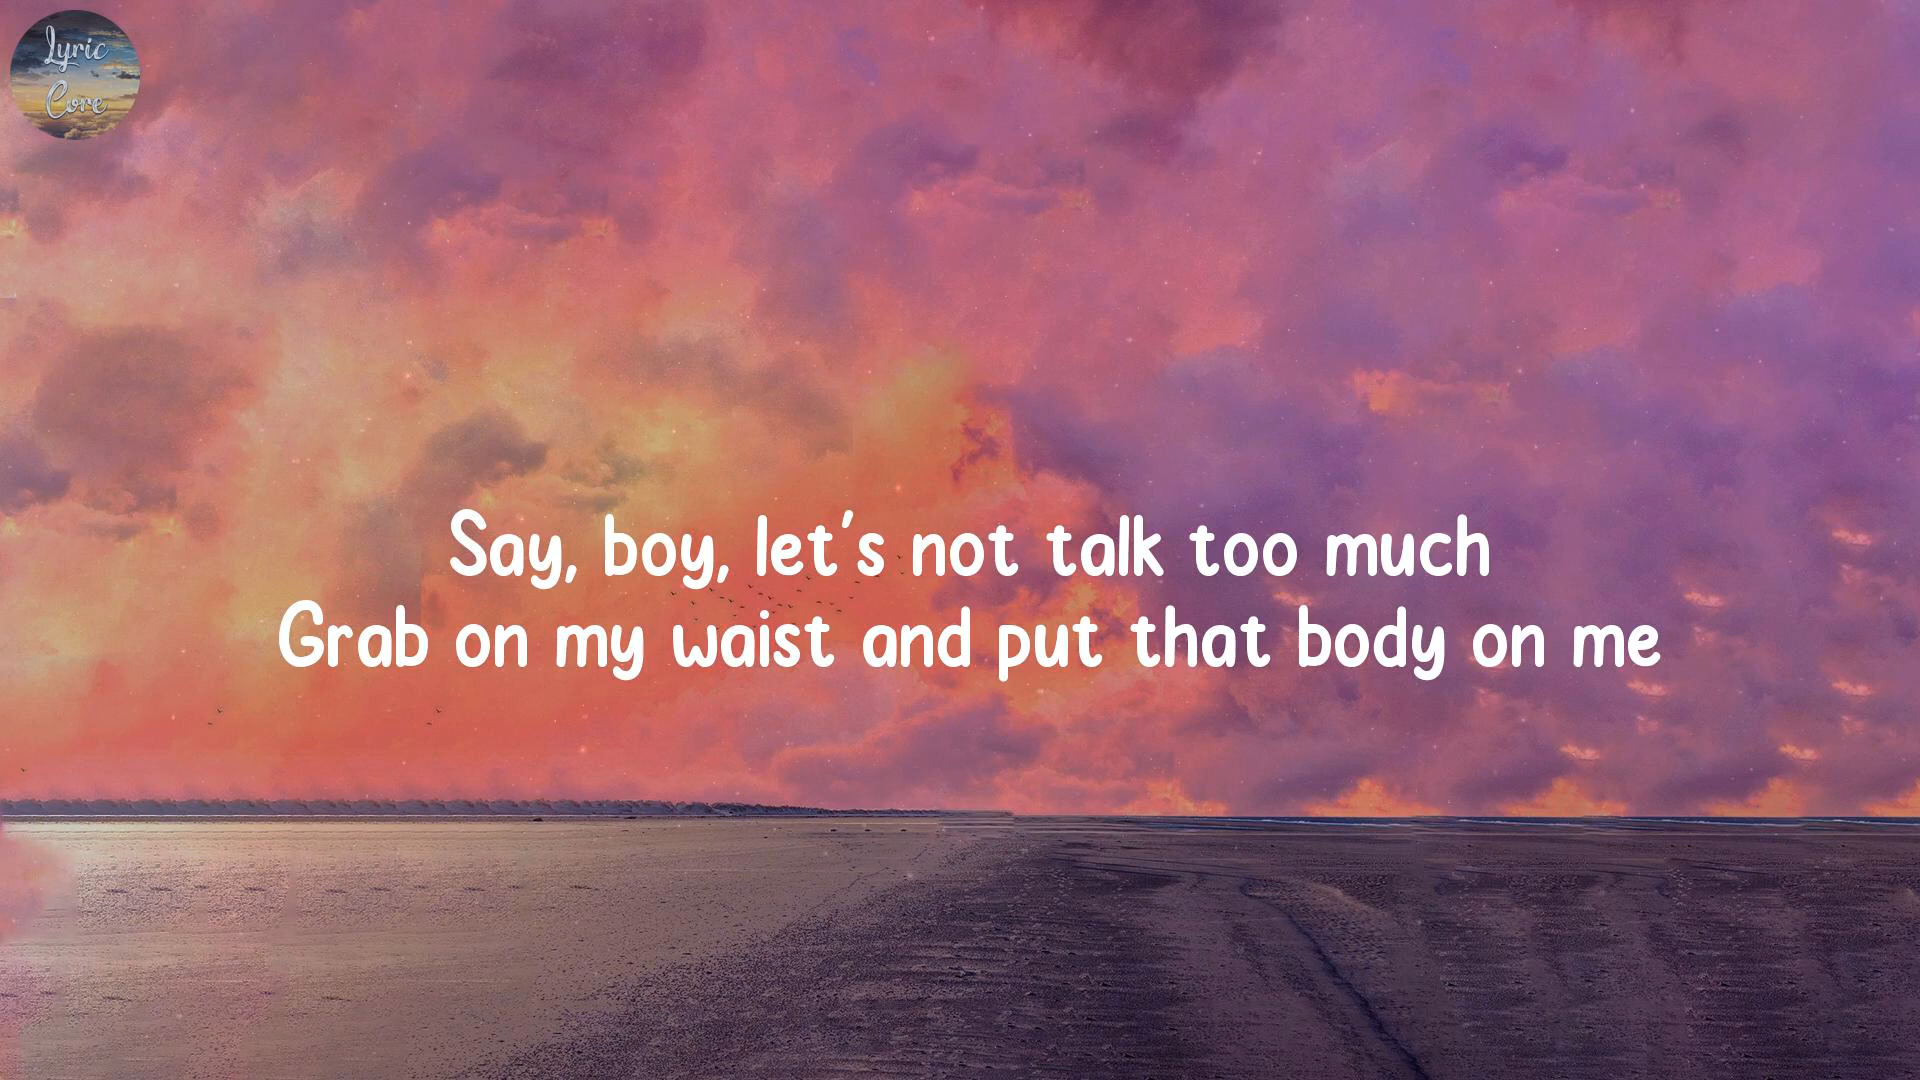 Lyric
Core
Say, boy, let's not talk too much
Grab on my waist and put that body on me